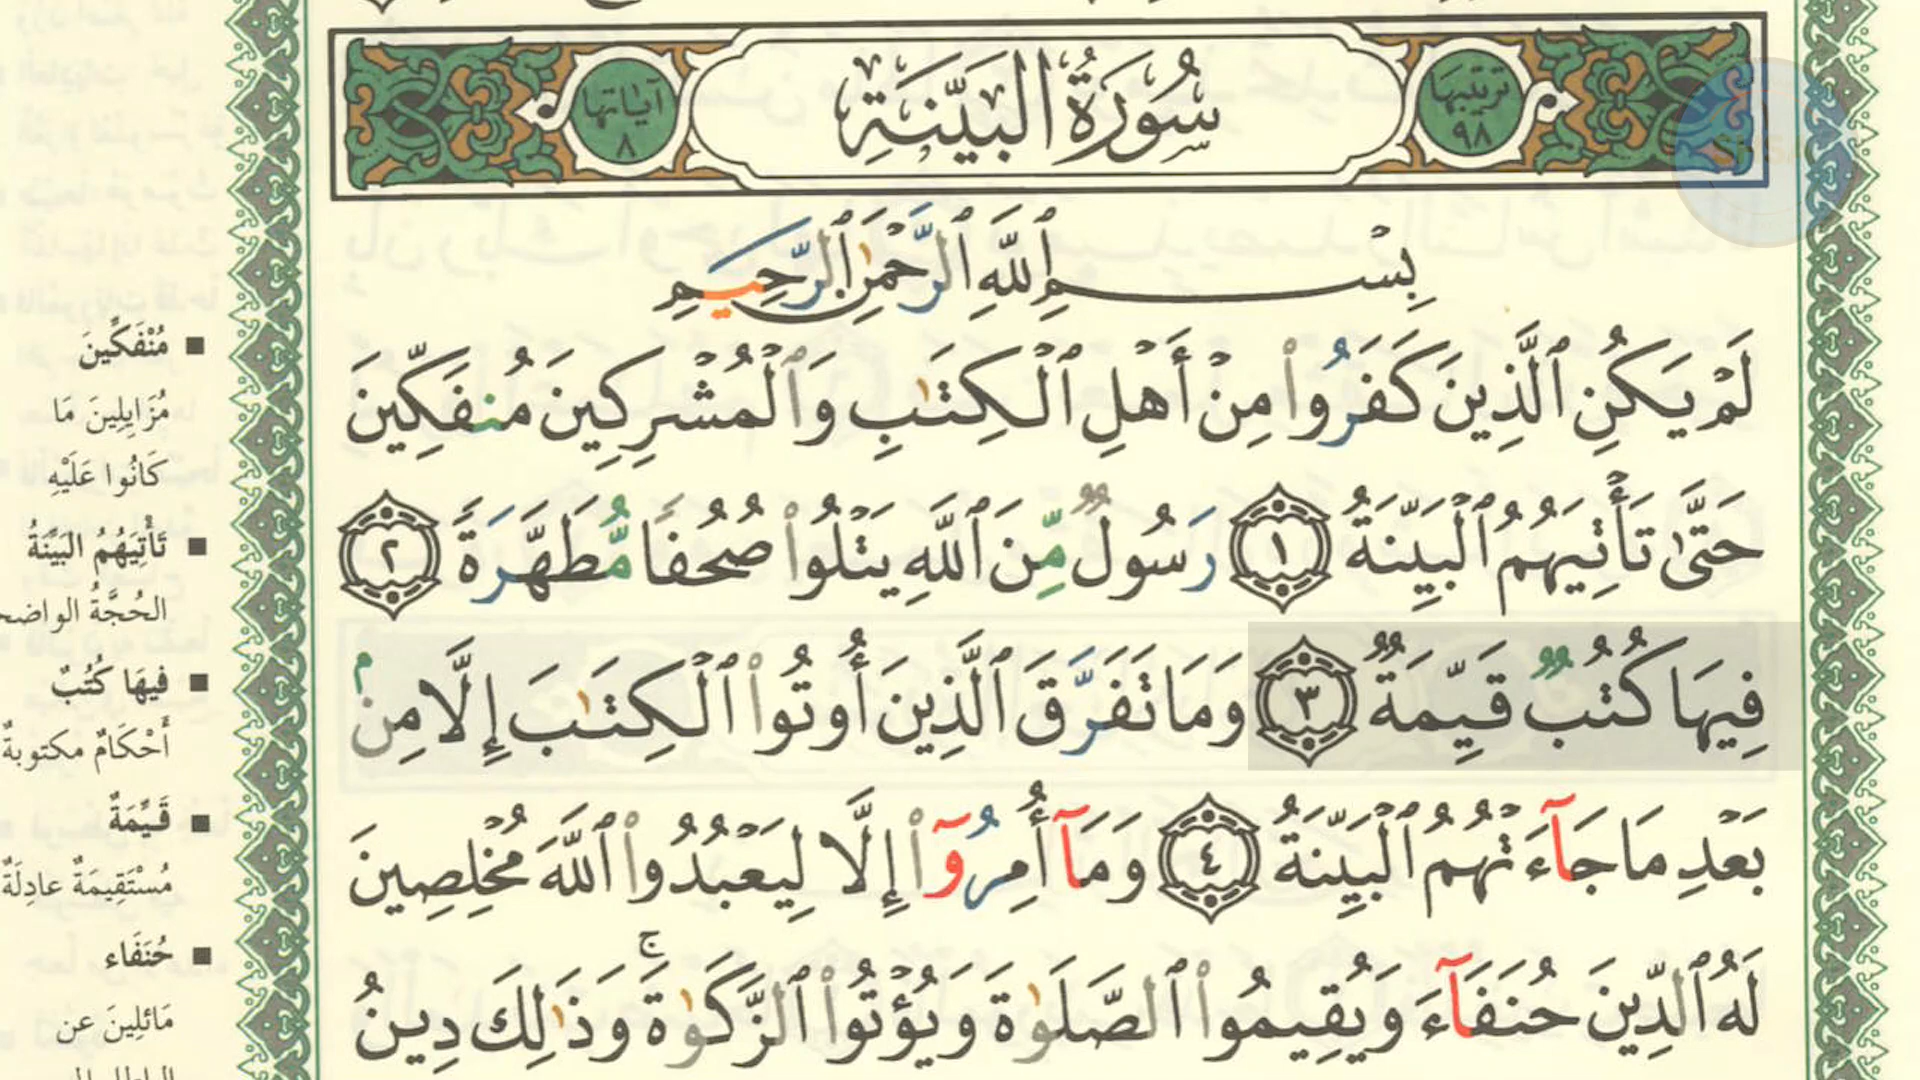 ترتيبها ٩٨
سُورَةُ البَيِّنَةِ
آياتها ٨
بِسْمِ ٱللَّهِ ٱلرَّحْمَٰنِ ٱلرَّحِيمِ
لَمْ يَكُنِ ٱلَّذِينَ كَفَرُوا۟ مِنْ أَهْلِ ٱلْكِتَٰبِ وَٱلْمُشْرِكِينَ مُنفَكِّينَ
حَتَّىٰ تَأْتِيَهُمُ ٱلْبَيِّنَةُ ١ رَسُولٌ مِّنَ ٱللَّهِ يَتْلُوا۟ صُحُفًا مُّطَهَّرَةً ٢
فِيهَا كُتُبٌ قَيِّمَةٌ ٣ وَمَا تَفَرَّقَ ٱلَّذِينَ أُوتُوا۟ ٱلْكِتَٰبَ إِلَّا مِنۢ
بَعْدِ مَا جَآءَتْهُمُ ٱلْبَيِّنَةُ ٤ وَمَآ أُمِرُوٓا۟ إِلَّا لِيَعْبُدُوا۟ ٱللَّهَ مُخْلِصِينَ
لَهُ ٱلدِّينَ حُنَفَآءَ وَيُقِيمُوا۟ ٱلصَّلَوٰةَ وَيُؤْتُوا۟ ٱلزَّكَوٰةَ ۚ وَذَٰلِكَ دِينُ
مُنْفَكِّينَ
مُزَايِلِينَ مَا
كَانُوا عَلَيْهِ
تَأْتِيَهُمُ البَيِّنَةُ
الحُجَّةُ الواضح
فِيهَا كُتُبٌ
أَحْكَامٌ مكتوبةٌ
قَيِّمَةٌ
مُسْتَقِيمَةٌ عادِلَةٌ
حُنَفَاء
مَائلِينَ عن